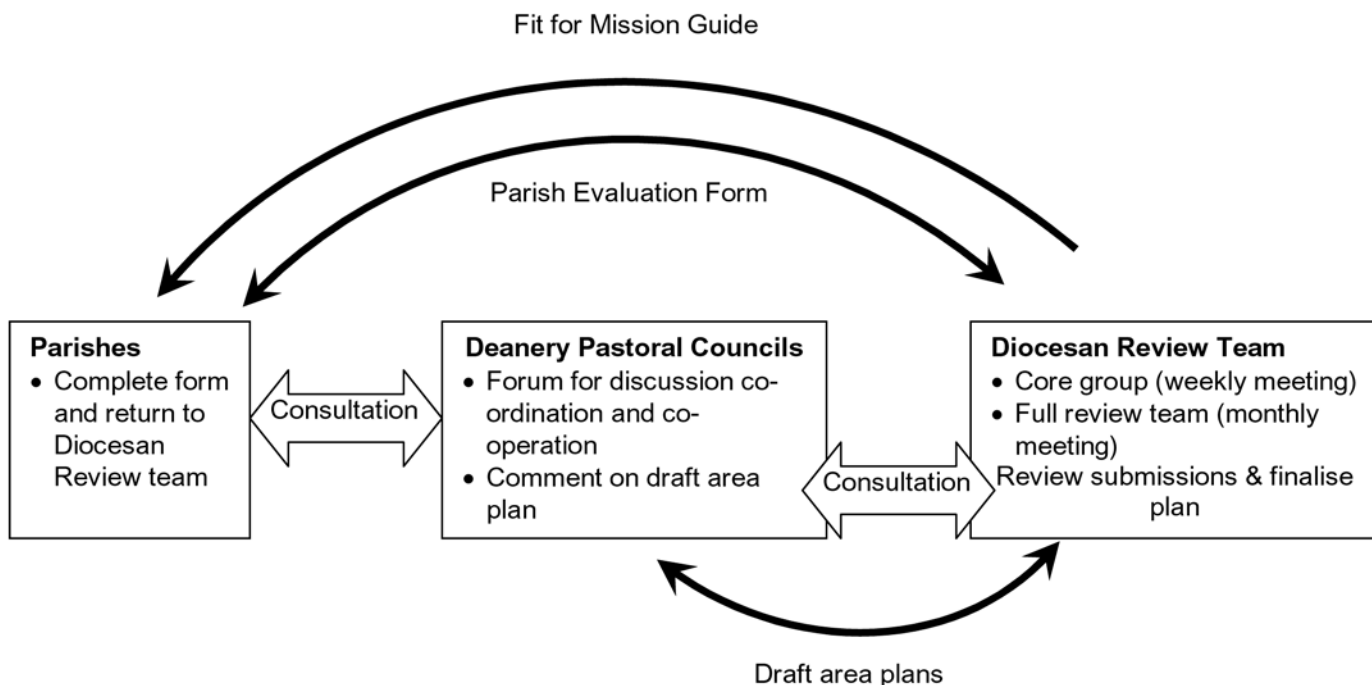 Fit for Mission Guide
Parish Evaluation Form
Parishes
• Complete form
and return to
Diocesan
Review team
Consultation
Deanery Pastoral Councils
• Forum for discussion co-
ordination and co-
operation
• Comment on draft area
plan
Consultation
Diocesan Review Team
• Core group (weekly meeting)
• Full review team (monthly
meeting)
Review submissions & finalise
plan
Draft area plans